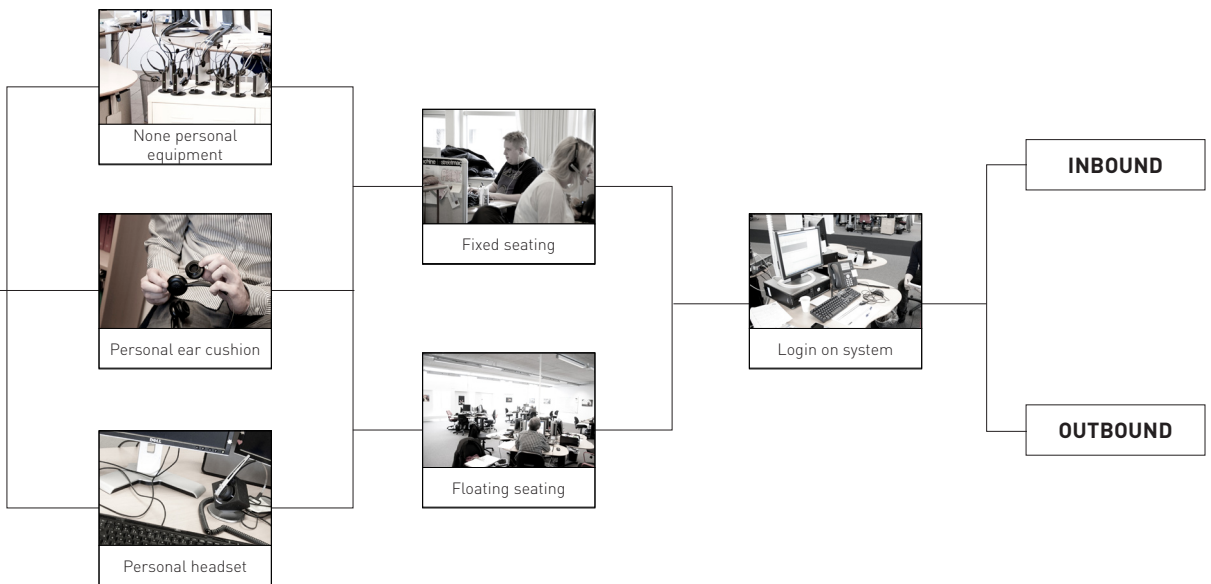 None personal
equipment
Personal ear cushion
Personal headset
Fixed seating
Floating seating
Login on system
INBOUND
OUTBOUND